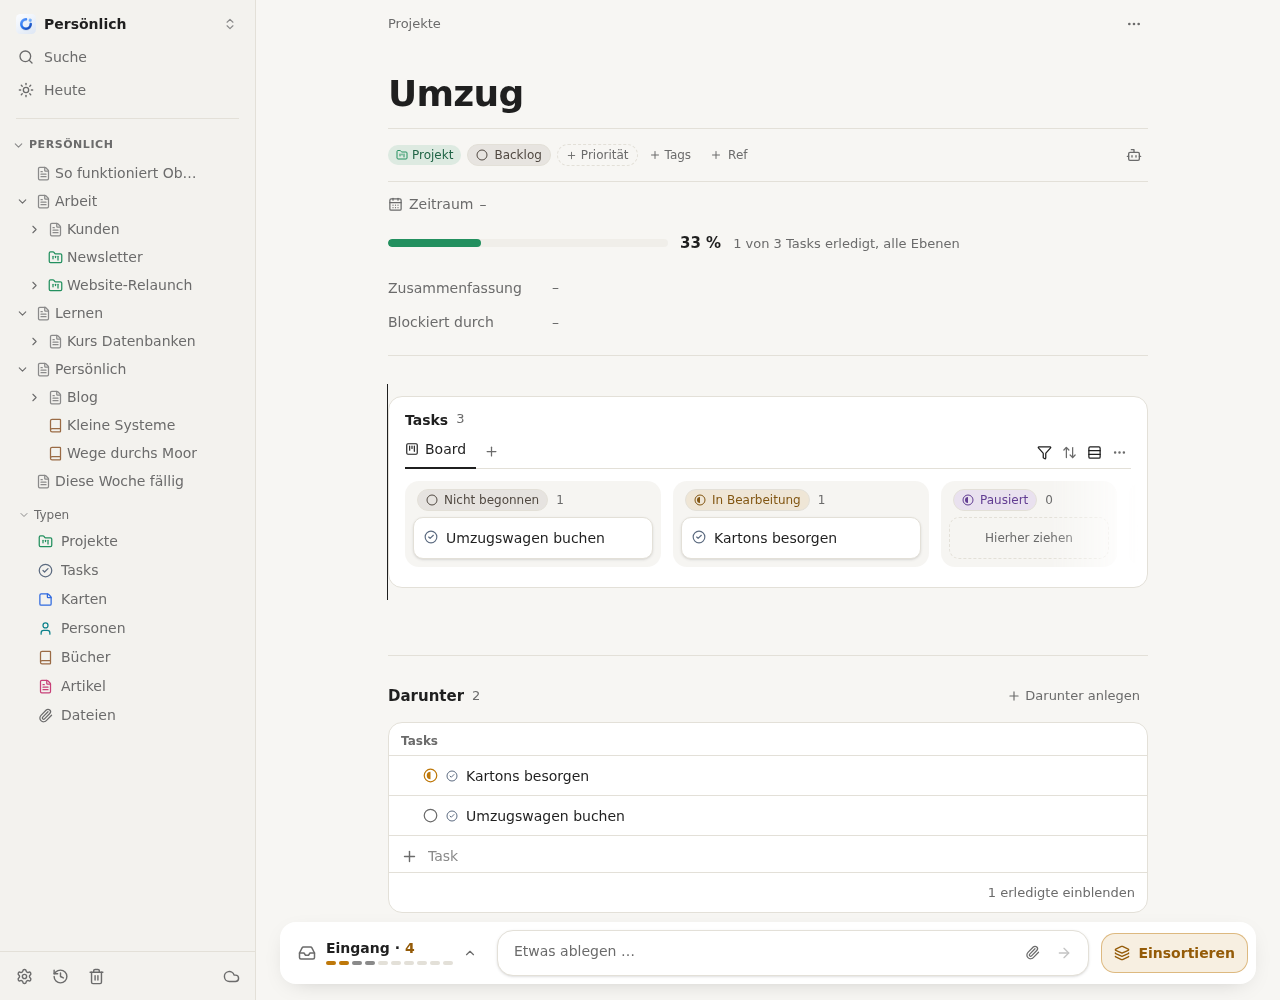 Persönlich
Suche
Heute
PERSÖNLICH
So funktioniert Ob…
Arbeit
Kunden
Newsletter
Website-Relaunch
Lernen
Kurs Datenbanken
Persönlich
Blog
Kleine Systeme
Wege durchs Moor
Diese Woche fällig
Typen
Projekte
Tasks
Karten
Personen
Bücher
Artikel
Dateien
Projekte
Umzug
Projekt Backlog + Priorität + Tags + Ref
Zeitraum –
33 % 1 von 3 Tasks erledigt, alle Ebenen
Zusammenfassung –
Blockiert durch –
Tasks 3
Board +
Nicht begonnen 1
Umzugswagen buchen
In Bearbeitung 1
Kartons besorgen
Pausiert 0
Hierher ziehen
Darunter 2
+ Darunter anlegen
Tasks
Kartons besorgen
Umzugswagen buchen
+ Task
1 erledigte einblenden
Eingang · 4
Etwas ablegen …
Einsortieren